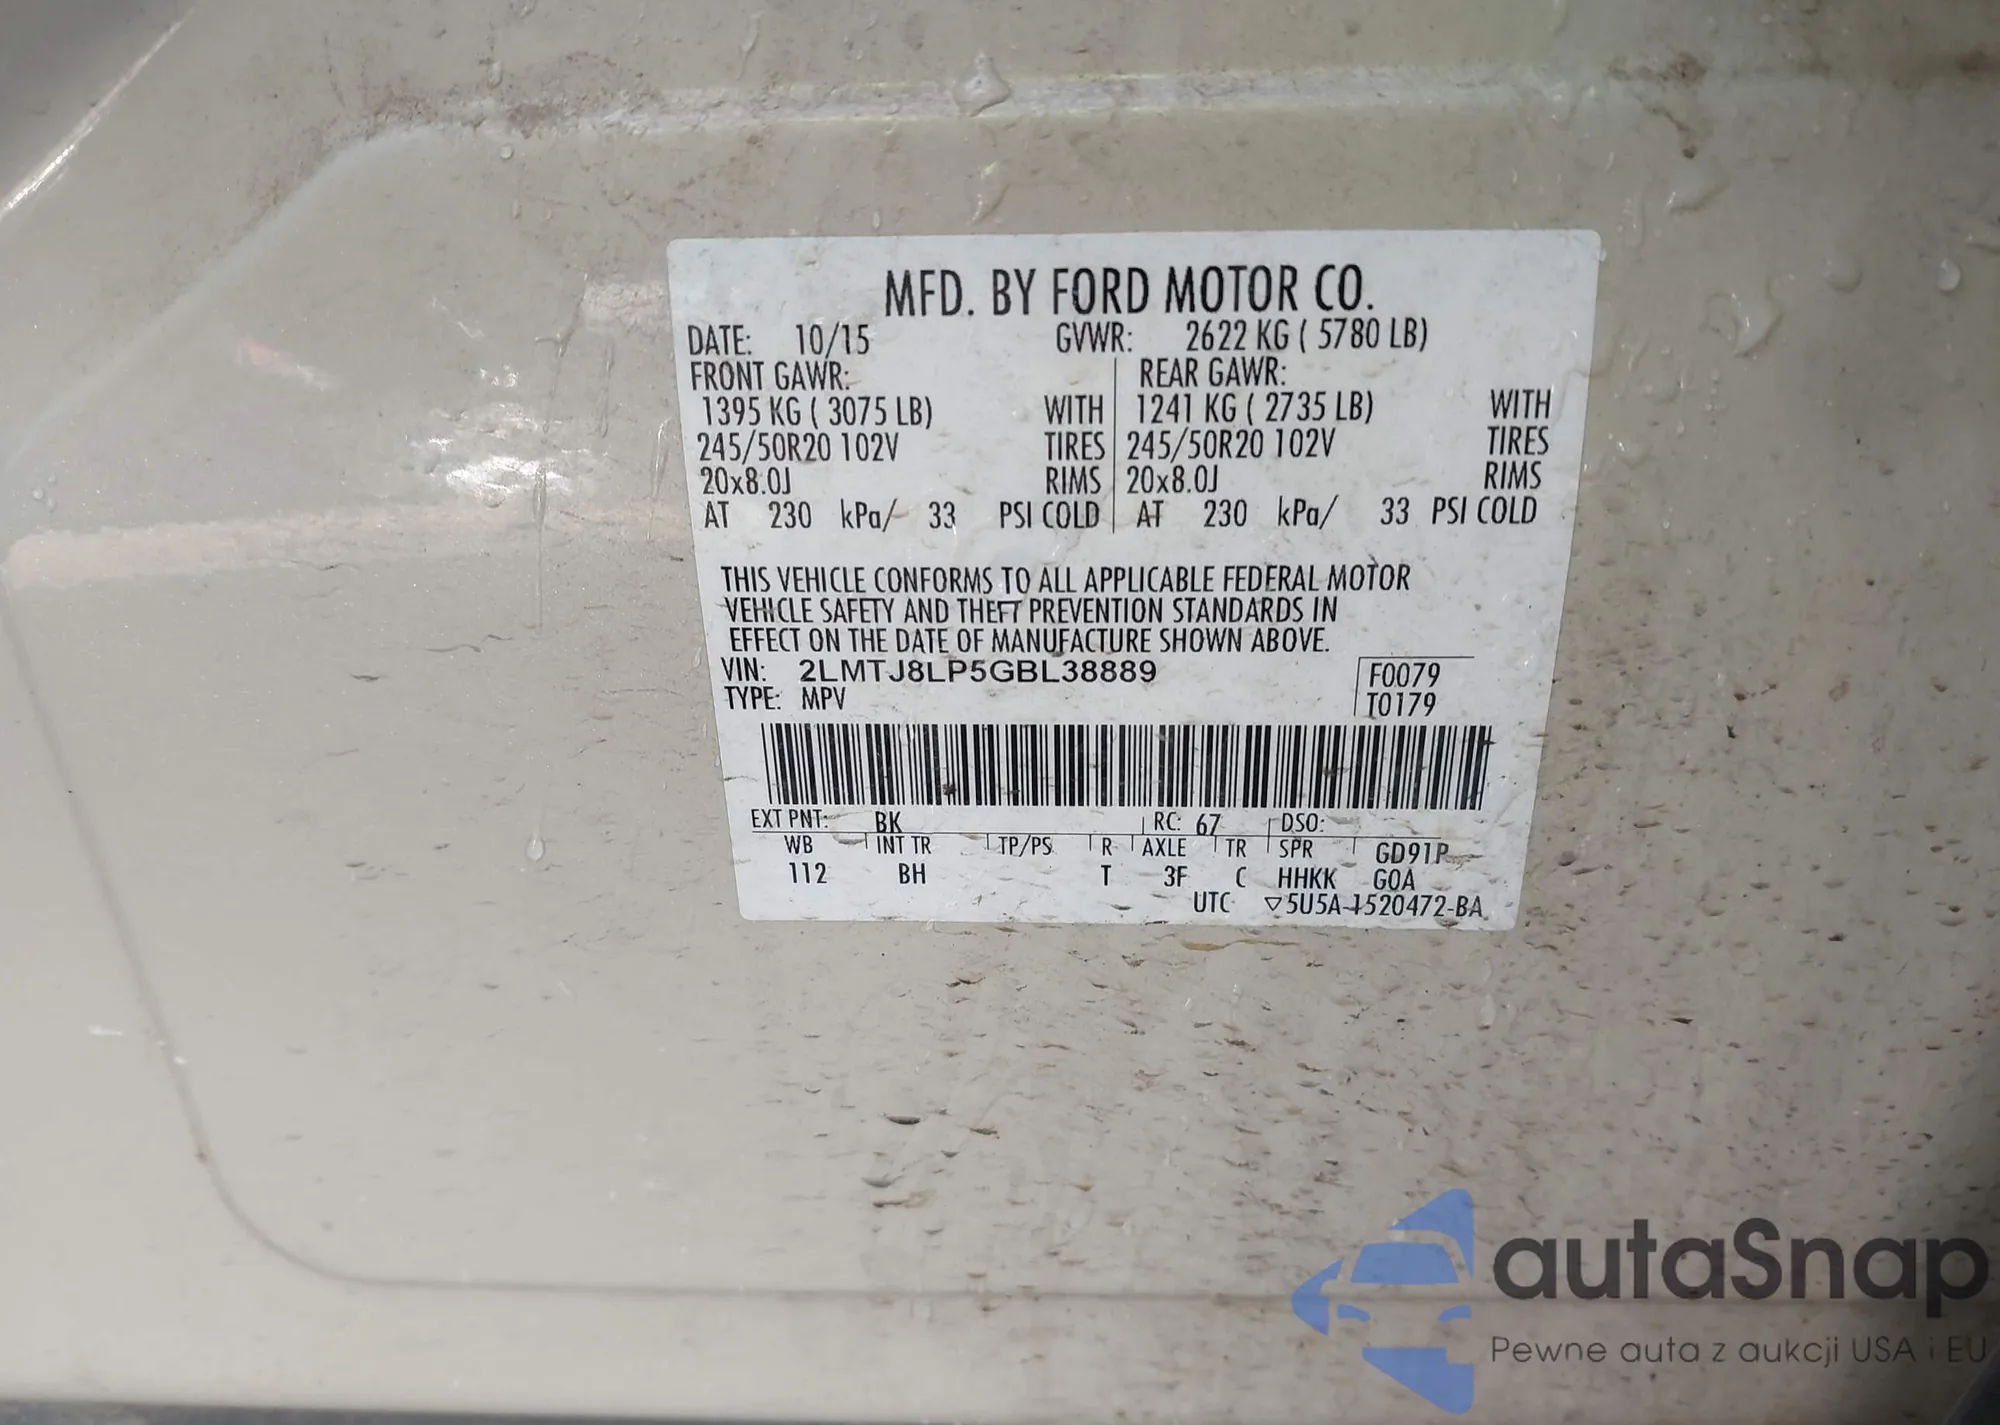 MFD. BY FORD MOTOR CO.
DATE: 10/15 GVWR: 2622 KG ( 5780 LB)
FRONT GAWR: REAR GAWR:
1395 KG ( 3075 LB) WITH 1241 KG ( 2735 LB) WITH
245/50R20 102V TIRES 245/50R20 102V TIRES
20x8.0J RIMS 20x8.0J RIMS
AT 230 kPa/ 33 PSI COLD AT 230 kPa/ 33 PSI COLD
THIS VEHICLE CONFORMS TO ALL APPLICABLE FEDERAL MOTOR
VEHICLE SAFETY AND THEFT PREVENTION STANDARDS IN
EFFECT ON THE DATE OF MANUFACTURE SHOWN ABOVE.
VIN: 2LMTJ8LP5GBL38889 F0079
TYPE: MPV T0179
EXT PNT: BK RC: 67 DSO:
WB INT TR TP/PS R AXLE TR SPR GD91P
112 BH T 3F C HHKK GOA
UTC ▽5U5A-1520472-BA
autaSnap
Pewne auta z aukcji USA i EU